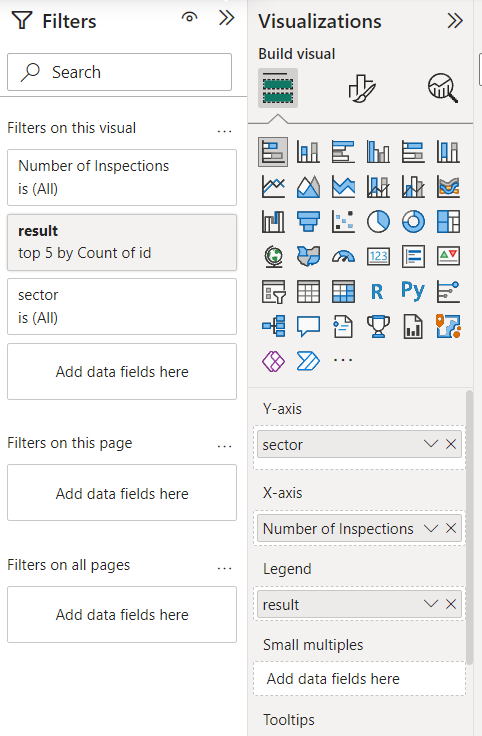 Filters
Search
Filters on this visual
...
Number of Inspections
is (All)
result
top 5 by Count of id
sector
is (All)
Add data fields here
Filters on this page
...
Add data fields here
Filters on all pages
...
Add data fields here
Visualizations
Build visual
123
R
Py
...
Y-axis
sector
X-axis
Number of Inspections
Legend
result
Small multiples
Add data fields here
Tooltips